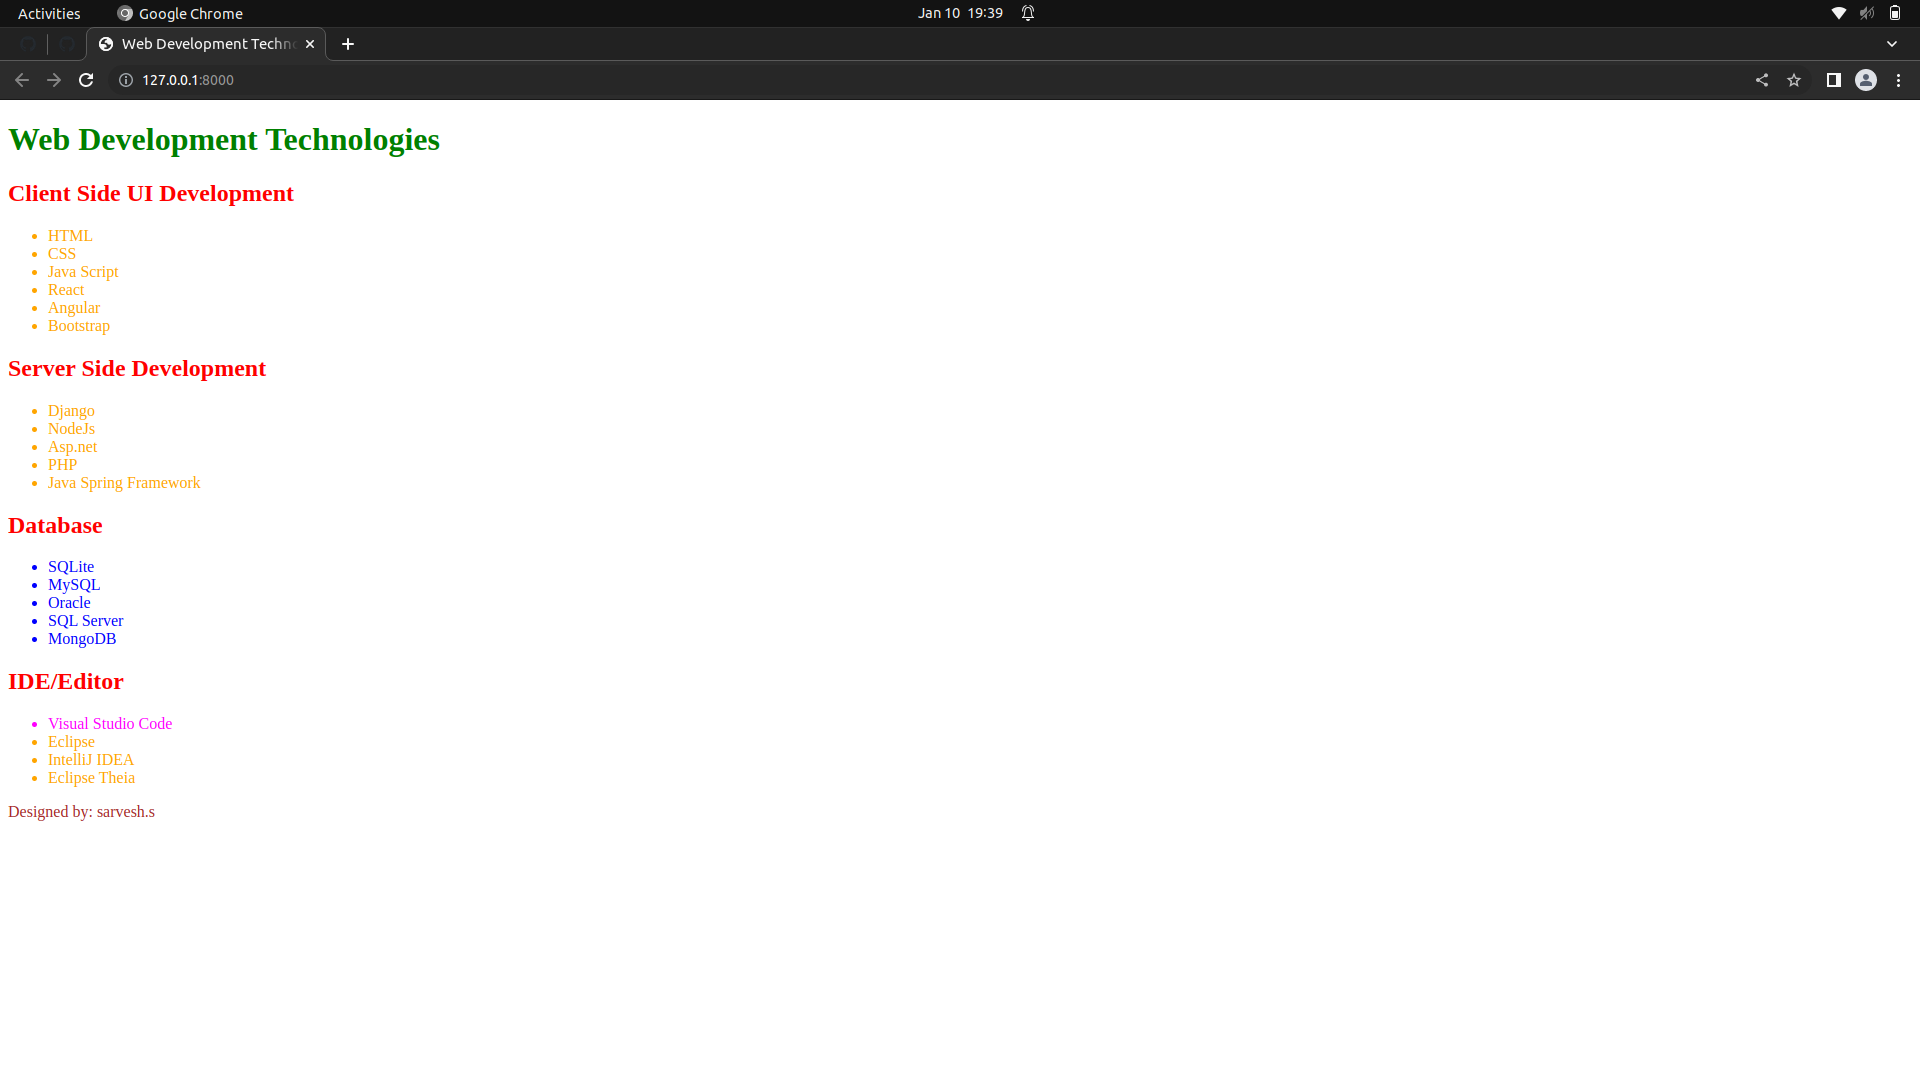 Activities Google Chrome Jan 10 19:39
Web Development Techn
127.0.0.1:8000
Web Development Technologies
Client Side UI Development
HTML
CSS
Java Script
React
Angular
Bootstrap
Server Side Development
Django
NodeJs
Asp.net
PHP
Java Spring Framework
Database
SQLite
MySQL
Oracle
SQL Server
MongoDB
IDE/Editor
Visual Studio Code
Eclipse
IntelliJ IDEA
Eclipse Theia
Designed by: sarvesh.s